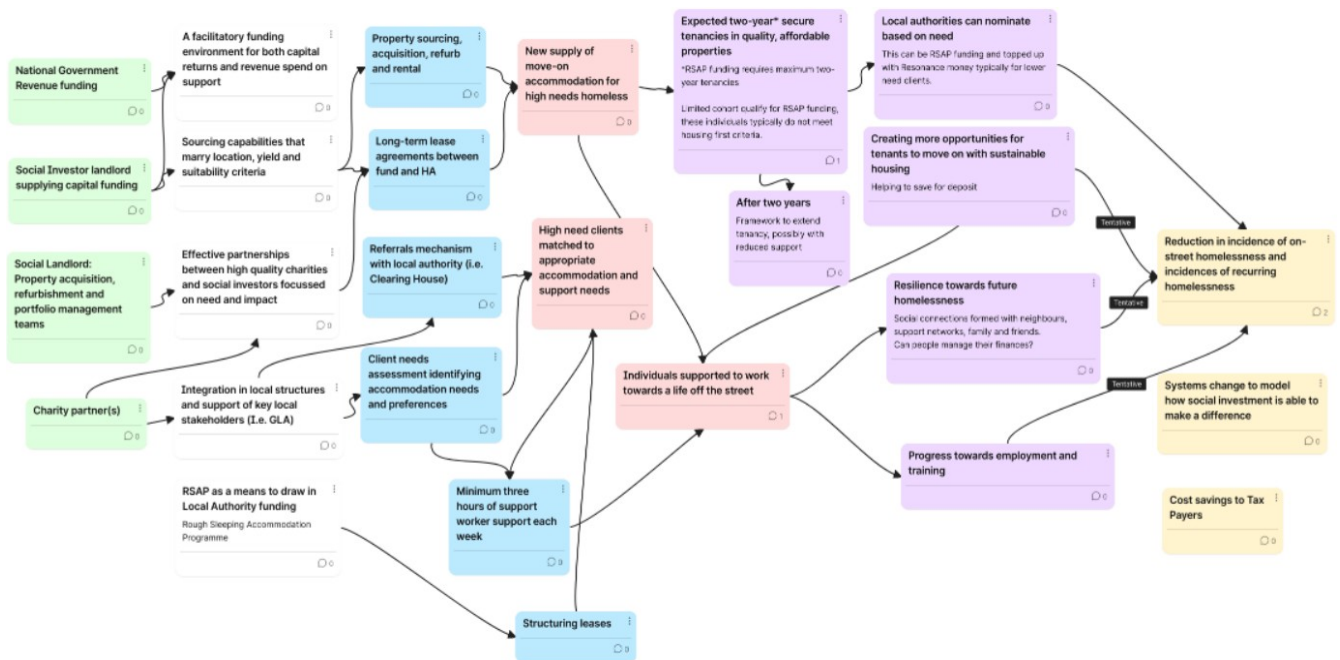 National Government
Revenue funding
0
Social Investor landlord
supplying capital funding
0
Social Landlord:
Property acquisition,
refurbishment and
portfolio management
teams
0
Charity partner(s)
0
A facilitatory funding
environment for both capital
returns and revenue spend on
support
0
Sourcing capabilities that
marry location, yield and
suitability criteria
0
Effective partnerships
between high quality charities
and social investors focussed
on need and impact
0
Integration in local structures
and support of key local
stakeholders (I.e. GLA)
0
RSAP as a means to draw in
Local Authority funding
Rough Sleeping Accommodation
Programme
0
Property sourcing,
acquisition, refurb
and rental
0
Long-term lease
agreements between
fund and HA
0
Referrals mechanism
with local authority (i.e.
Clearing House)
0
Client needs
assessment identifying
accommodation needs
and preferences
0
Minimum three
hours of support
worker support each
week
0
Structuring leases
0
New supply of
move-on
accommodation for
high needs homeless
0
High need clients
matched to
appropriate
accommodation and
support needs
0
Individuals supported to work
towards a life off the street
1
Expected two-year* secure
tenancies in quality, affordable
properties
*RSAP funding requires maximum two-
year tenancies
Limited cohort qualify for RSAP funding,
these individuals typically do not meet
housing first criteria.
1
After two years
Framework to extend
tenancy, possibly with
reduced support
0
Local authorities can nominate
based on need
This can be RSAP funding and topped up
with Resonance money typically for lower
need clients.
0
Creating more opportunities for
tenants to move on with sustainable
housing
Helping to save for deposit
0
Resilience towards future
homelessness
Social connections formed with neighbours,
support networks, family and friends.
Can people manage their finances?
0
Progress towards employment and
training
0
Tentative
Tentative
Tentative
Reduction in incidence of on-
street homelessness and
incidences of recurring
homelessness
2
Systems change to model
how social investment is able to
make a difference
0
Cost savings to Tax
Payers
0